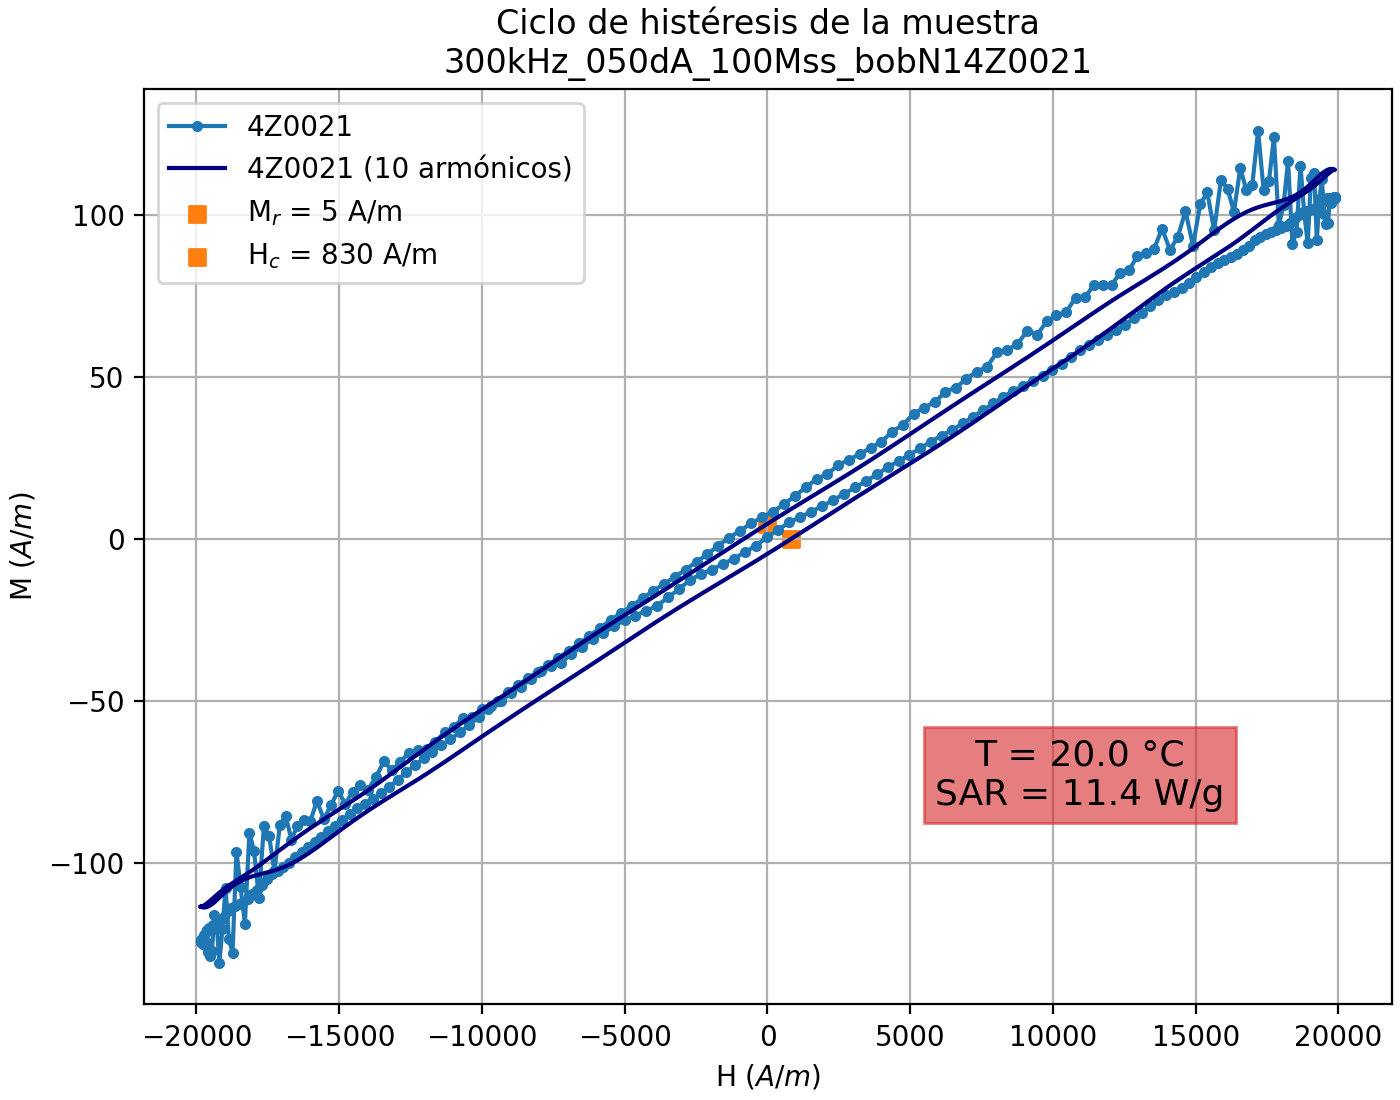 Ciclo de histéresis de la muestra
300kHz_050dA_100Mss_bobN14Z0021
4Z0021
4Z0021 (10 armónicos)
Mᵣ = 5 A/m
H꜀ = 830 A/m
100
50
0
−50
−100
M (A/m)
T = 20.0 °C
SAR = 11.4 W/g
−20000 −15000 −10000 −5000 0 5000 10000 15000 20000
H (A/m)